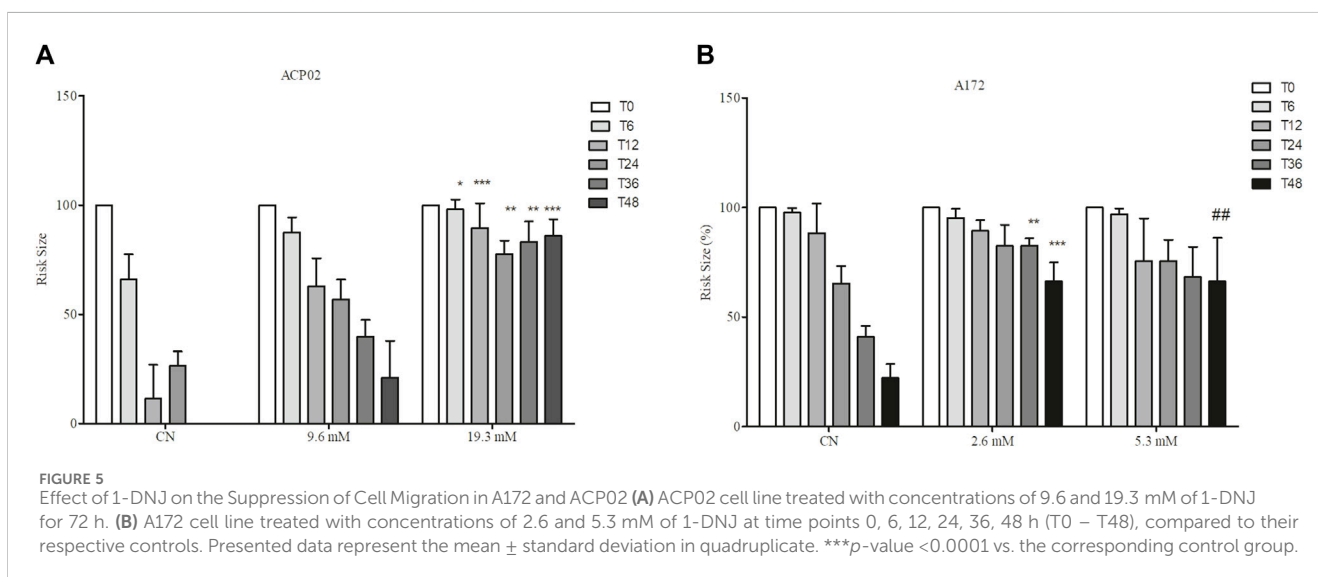 A
ACP02
150
100
50
0
Risk Size
T0
T6
T12
T24
T36
T48
* *** ** ** ***
CN 9.6 mM 19.3 mM
B
A172
150
100
50
0
Risk Size (%)
T0
T6
T12
T24
T36
T48
** *** ##
CN 2.6 mM 5.3 mM
FIGURE 5
Effect of 1-DNJ on the Suppression of Cell Migration in A172 and ACP02 (A) ACP02 cell line treated with concentrations of 9.6 and 19.3 mM of 1-DNJ
for 72 h. (B) A172 cell line treated with concentrations of 2.6 and 5.3 mM of 1-DNJ at time points 0, 6, 12, 24, 36, 48 h (T0 – T48), compared to their
respective controls. Presented data represent the mean ± standard deviation in quadruplicate. ***p-value <0.0001 vs. the corresponding control group.